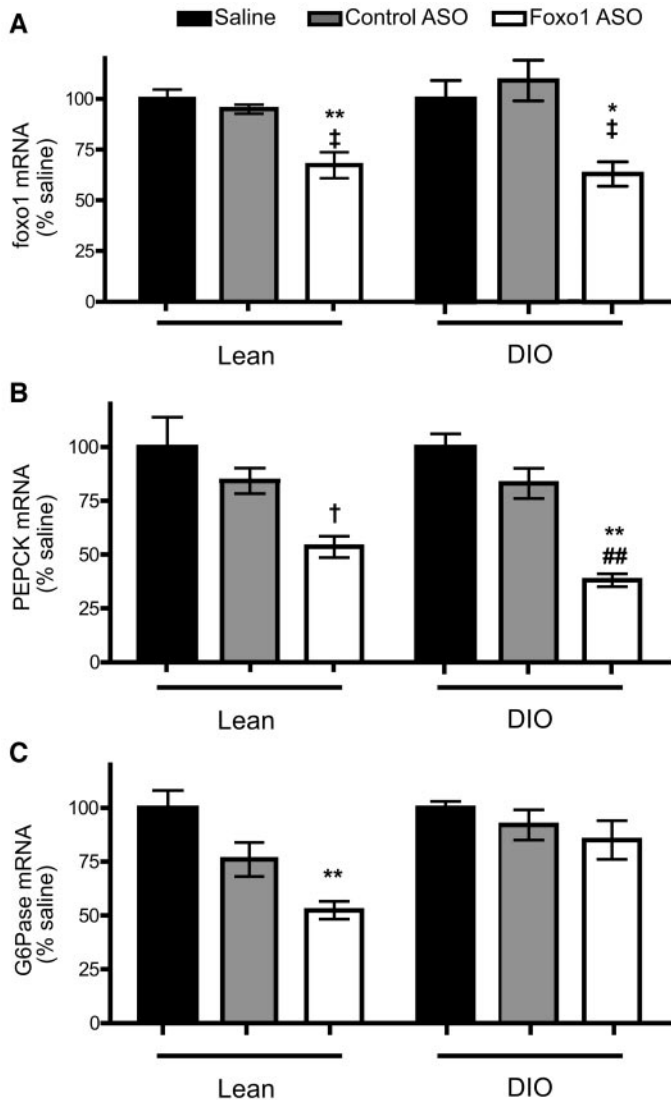 A
Saline Control ASO Foxo1 ASO
foxo1 mRNA
(% saline)
100
75
50
25
0
**
‡
*
‡
Lean DIO
B
PEPCK mRNA
(% saline)
100
75
50
25
0
†
**
##
Lean DIO
C
G6Pase mRNA
(% saline)
100
75
50
25
0
**
Lean DIO